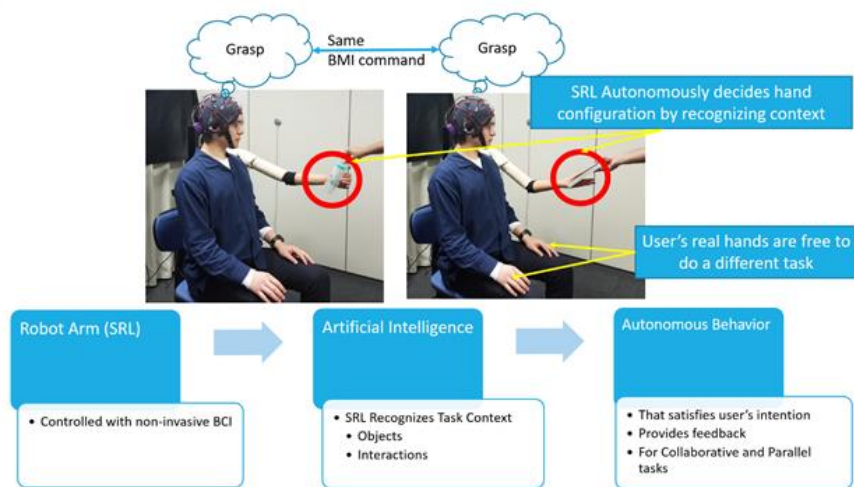 Grasp
Same
BMI command
Grasp
SRL Autonomously decides hand
configuration by recognizing context
User's real hands are free to
do a different task
Robot Arm (SRL)
• Controlled with non-invasive BCI
Artificial Intelligence
• SRL Recognizes Task Context
• Objects
• Interactions
Autonomous Behavior
• That satisfies user's intention
• Provides feedback
• For Collaborative and Parallel
tasks